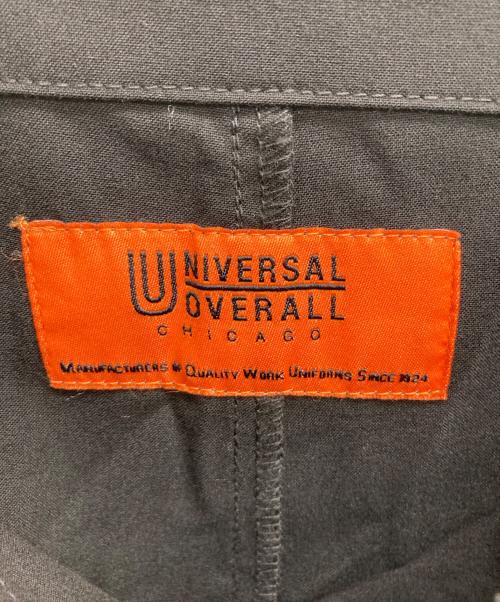 UNIVERSAL
OVERALL
CHICAGO
MANUFACTURERS OF QUALITY WORK UNIFORMS SINCE 1924